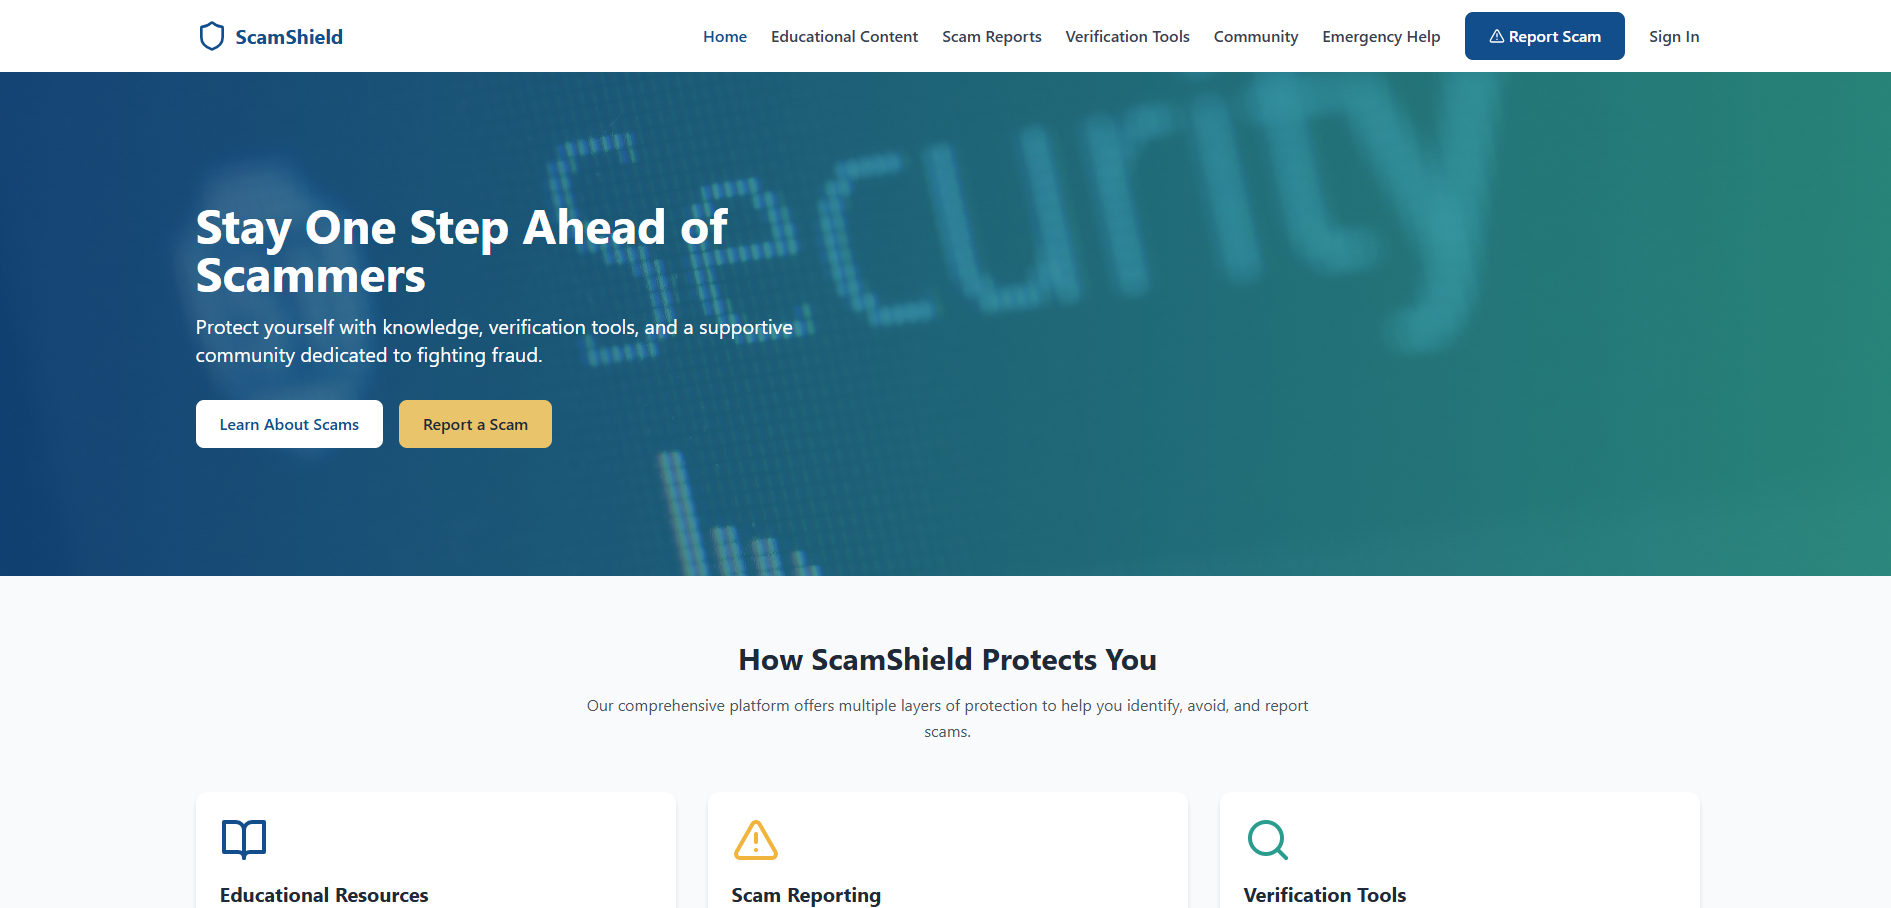 ScamShield
Home
Educational Content
Scam Reports
Verification Tools
Community
Emergency Help
Report Scam
Sign In
Security
Stay One Step Ahead of
Scammers
Protect yourself with knowledge, verification tools, and a supportive
community dedicated to fighting fraud.
Learn About Scams
Report a Scam
How ScamShield Protects You
Our comprehensive platform offers multiple layers of protection to help you identify, avoid, and report
scams.
Educational Resources
Scam Reporting
Verification Tools